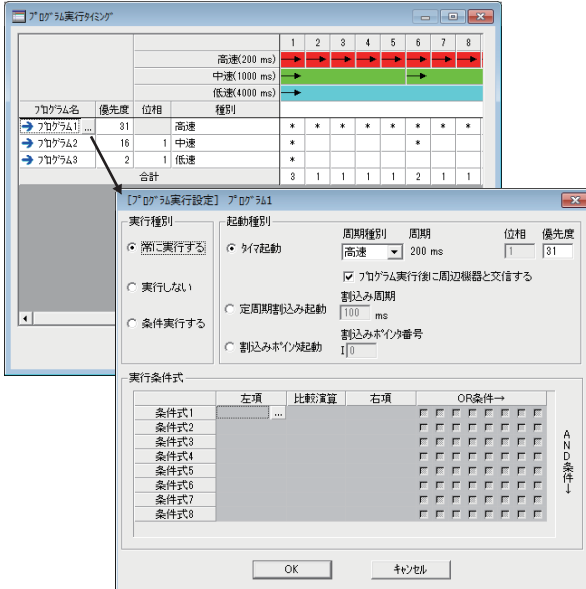 ﾌﾟﾛｸﾞﾗﾑ実行ﾀｲﾐﾝｸﾞ
1 2 3 4 5 6 7 8
高速(200 ms)
中速(1000 ms)
低速(4000 ms)
ﾌﾟﾛｸﾞﾗﾑ名 優先度 位相 種別
ﾌﾟﾛｸﾞﾗﾑ1 ... 31 高速 * * * * * * * *
ﾌﾟﾛｸﾞﾗﾑ2 16 1 中速 * *
ﾌﾟﾛｸﾞﾗﾑ3 2 1 低速 *
合計 3 1 1 1 1 2 1 1
[ﾌﾟﾛｸﾞﾗﾑ実行設定] ﾌﾟﾛｸﾞﾗﾑ1
実行種別
常に実行する
実行しない
条件実行する
起動種別
周期種別 周期 位相 優先度
ﾀｲﾏ起動 高速 200 ms 1 31
ﾌﾟﾛｸﾞﾗﾑ実行後に周辺機器と交信する
割込み周期
定周期割込み起動 100 ms
割込みﾎﾟｲﾝﾀ番号
割込みﾎﾟｲﾝﾀ起動 I 0
実行条件式
左項 比較演算 右項 OR条件→
条件式1 ...
条件式2
条件式3
条件式4
条件式5
条件式6
条件式7
条件式8
AND条件↓
OK ｷｬﾝｾﾙ